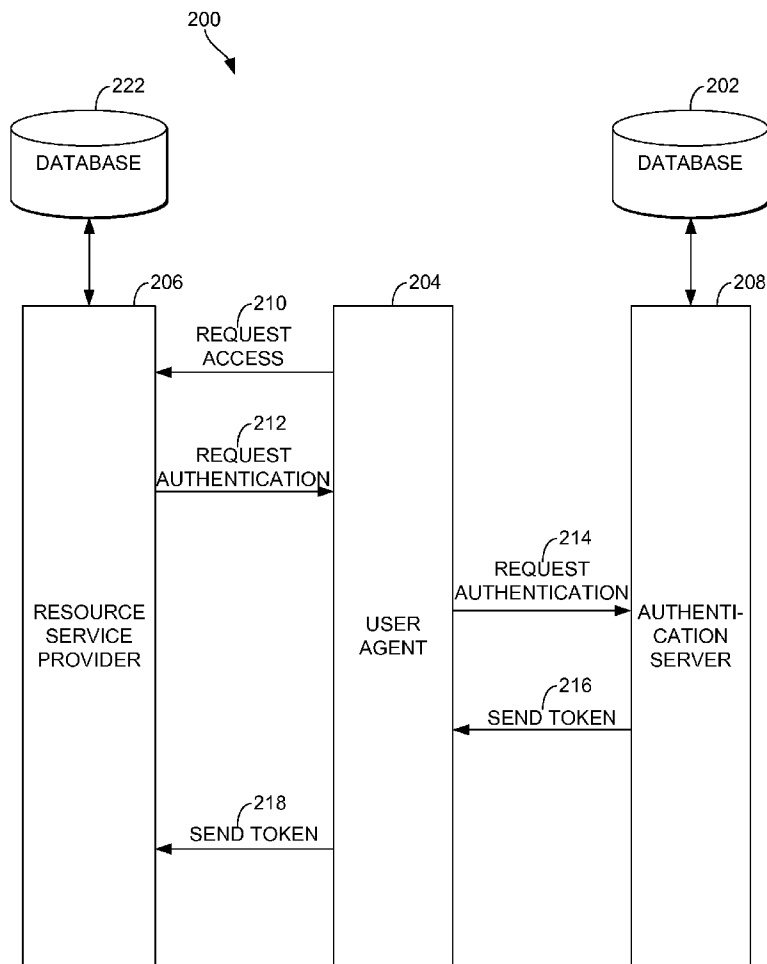 200
222
202
DATABASE
DATABASE
206
204
208
210
REQUEST
ACCESS
212
REQUEST
AUTHENTICATION
214
REQUEST
AUTHENTICATION
RESOURCE
SERVICE
PROVIDER
USER
AGENT
AUTHENTI-
CATION
SERVER
216
SEND TOKEN
218
SEND TOKEN